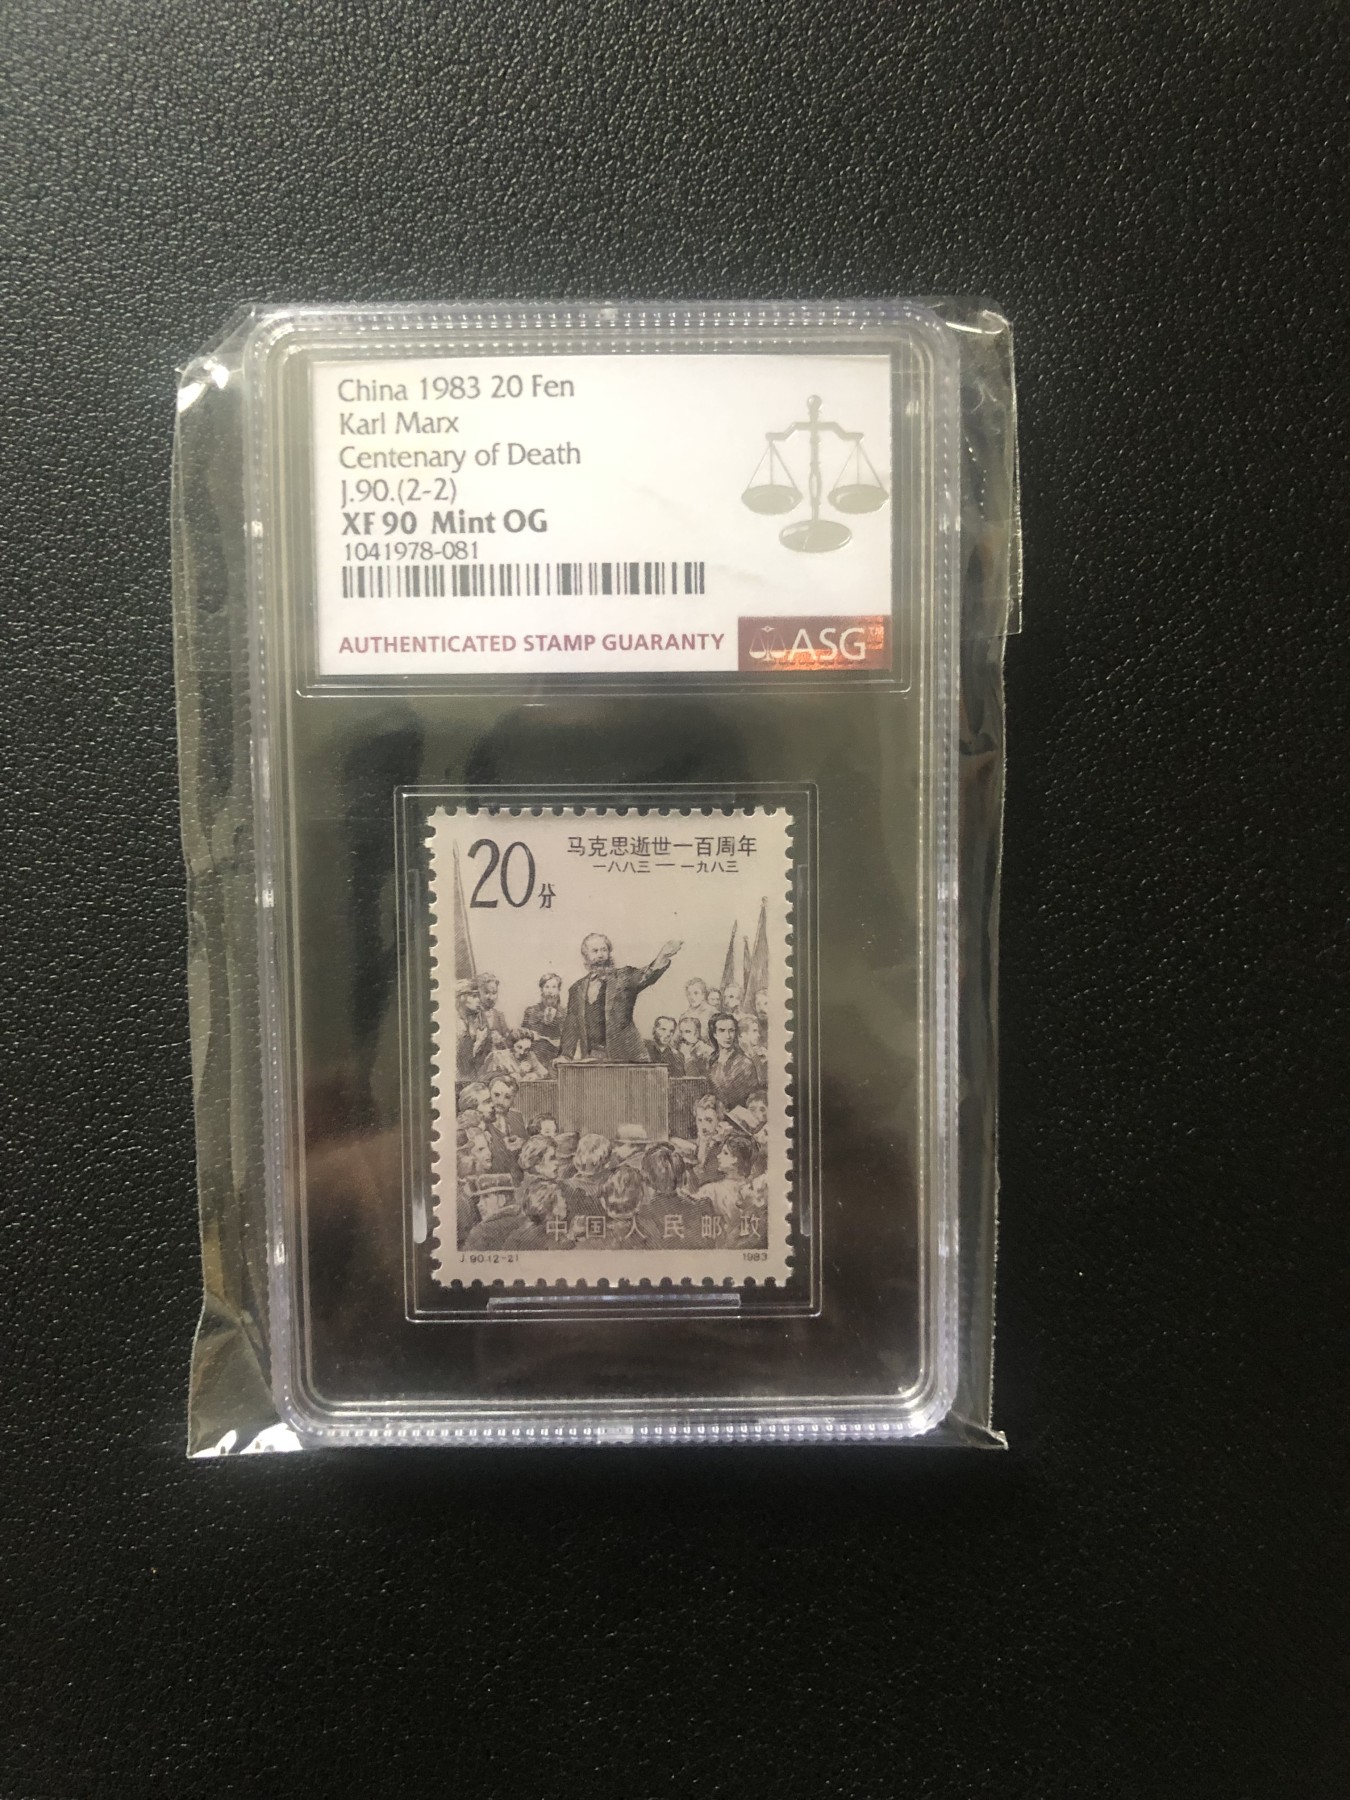 China 1983 20 Fen
Karl Marx
Centenary of Death
J.90.(2-2)
XF 90 Mint OG
1041978-081
AUTHENTICATED STAMP GUARANTY
ASG™
20分
马克思逝世一百周年
一八八三—一九八三
中国人民邮政
J.90.(2-2)
1983